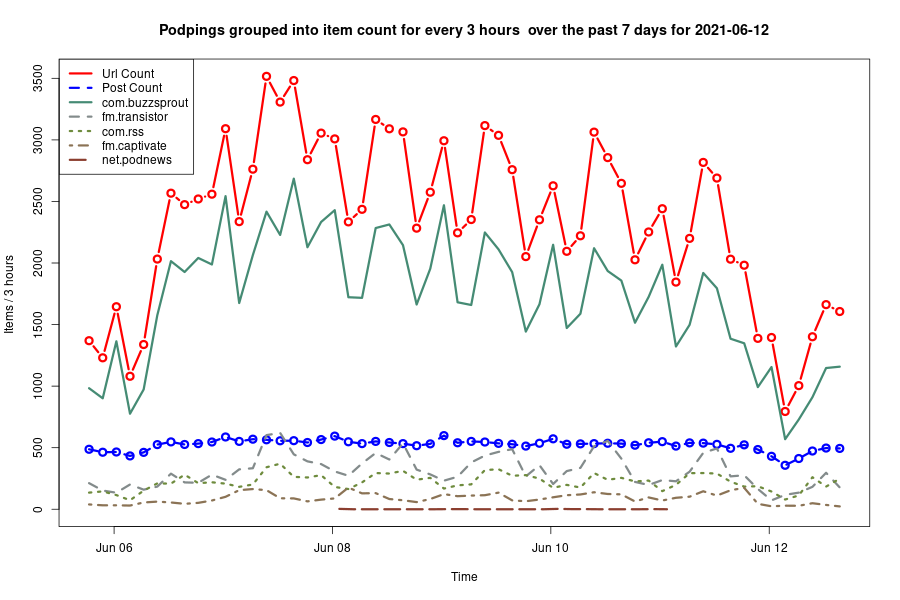 Podpings grouped into item count for every 3 hours  over the past 7 days for 2021-06-12
Url Count
Post Count
com.buzzsprout
fm.transistor
com.rss
fm.captivate
net.podnews
Items / 3 hours
3500
3000
2500
2000
1500
1000
500
0
Jun 06
Jun 08
Jun 10
Jun 12
Time